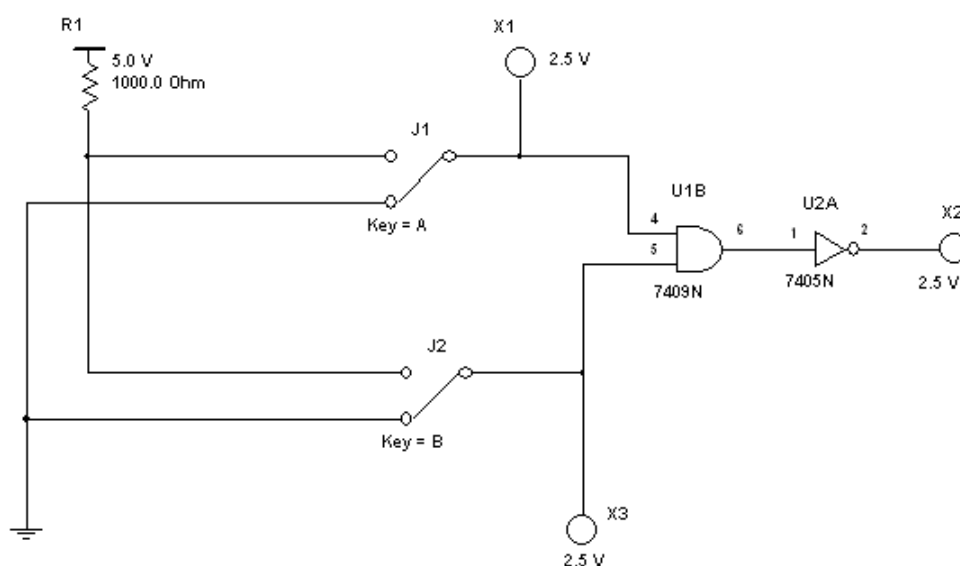 R1
5.0 V
1000.0 Ohm
X1
2.5 V
J1
Key = A
U1B
4
5
6
7409N
U2A
1
2
7405N
X2
2.5 V
J2
Key = B
X3
2.5 V